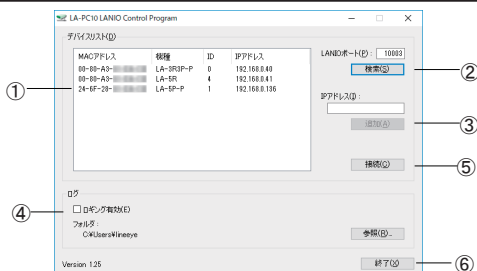 LA-PC10 LANIO Control Program
デバイスリスト(D)
MACアドレス 機種 ID IPアドレス
00-80-A3- LA-3R3P-P 0 192.168.0.40
00-80-A3- LA-5R 4 192.168.0.41
24-6F-28- LA-5P-P 1 192.168.0.136
LANIOポート(P): 10003
検索(S)
IPアドレス(I):
追加(A)
接続(C)
①
②
③
⑤
ログ
④
ロギング有効(E)
フォルダ:
C:¥Users¥lineeye
参照(R)...
Version 1.25
終了(X)
⑥